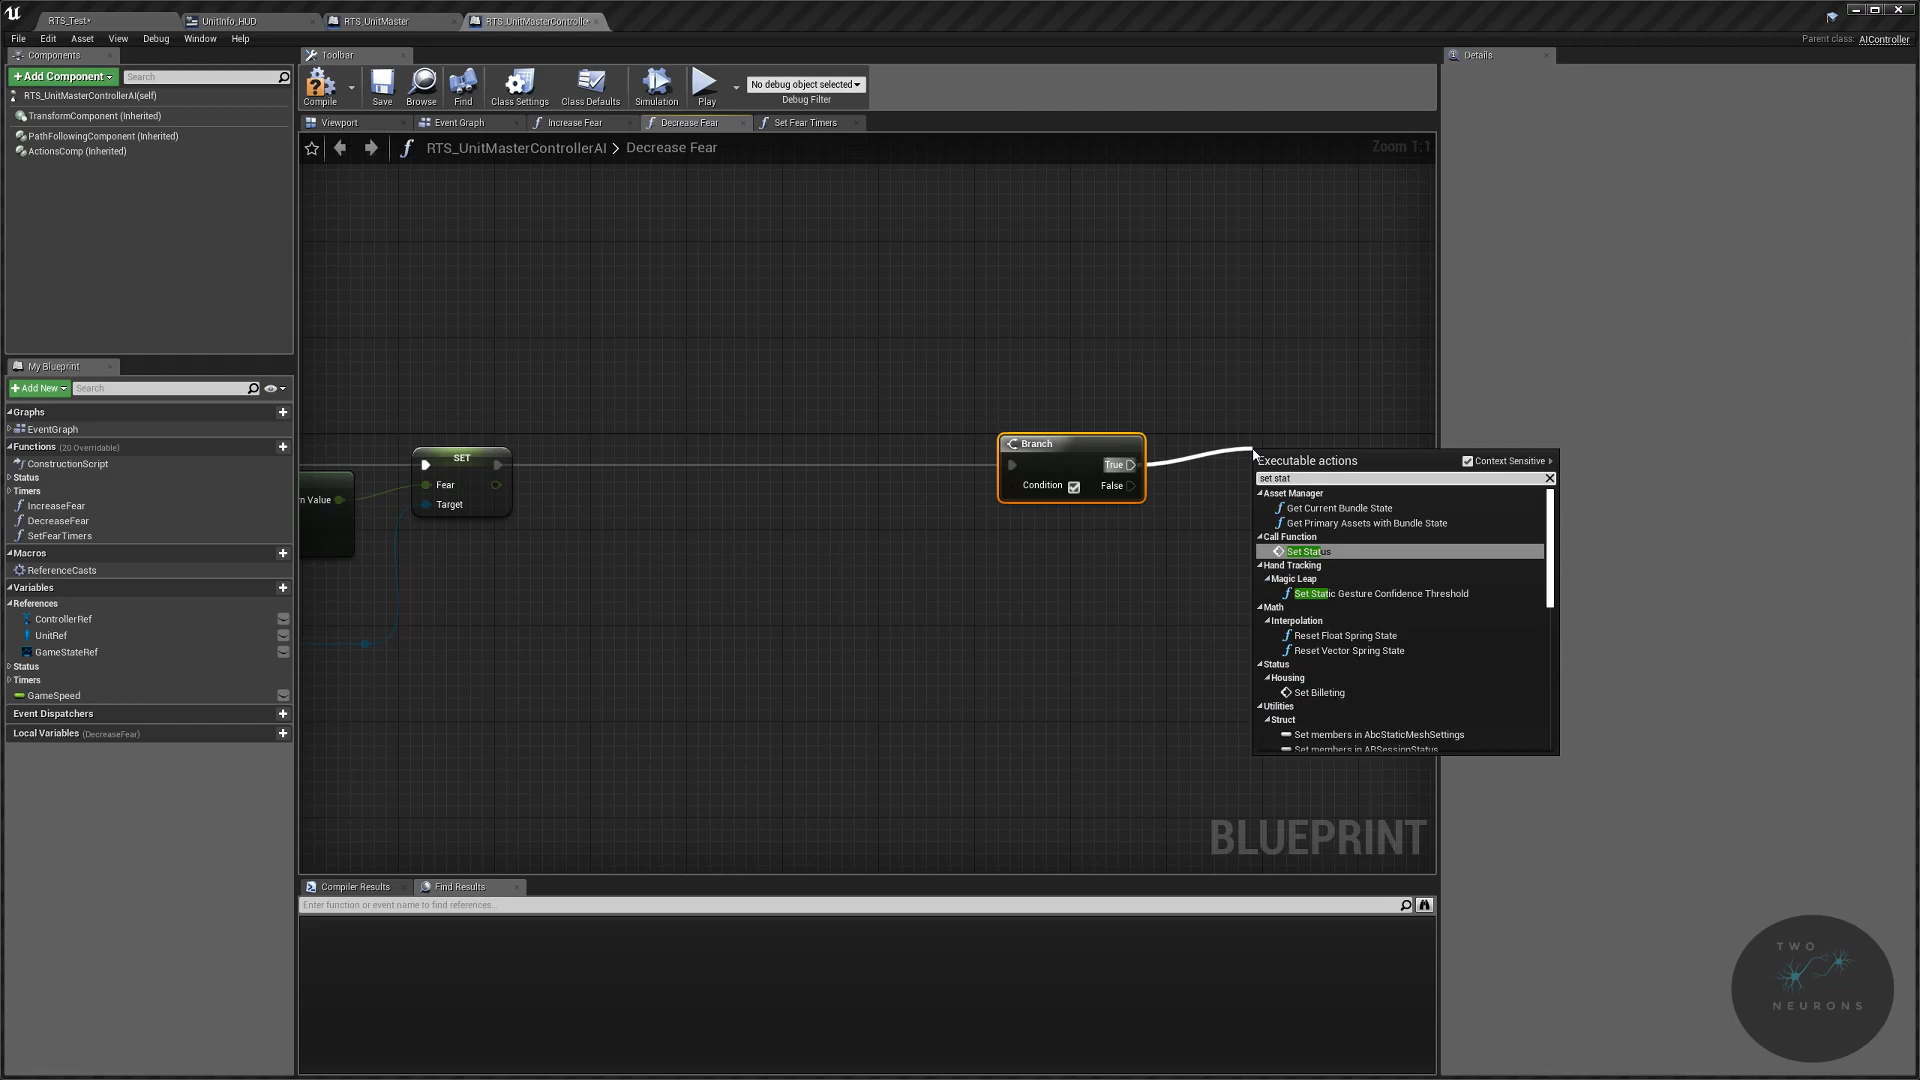 RTS_Test*
UnitInfo_HUD
RTS_UnitMaster
RTS_UnitMasterController
File
Edit
Asset
View
Debug
Window
Help
Parent class: AIController
Components
+Add Component
Search
RTS_UnitMasterControllerAI(self)
TransformComponent (Inherited)
PathFollowingComponent (Inherited)
ActionsComp (Inherited)
Toolbar
Compile
Save
Browse
Find
Class Settings
Class Defaults
Simulation
Play
No debug object selected
Debug Filter
Viewport
Event Graph
Increase Fear
Decrease Fear
Set Fear Timers
RTS_UnitMasterControllerAI > Decrease Fear
Zoom 1:1
Details
My Blueprint
+Add New
Search
Graphs
EventGraph
Functions (20 Overridable)
ConstructionScript
Status
Timers
IncreaseFear
DecreaseFear
SetFearTimers
Macros
ReferenceCasts
Variables
References
ControllerRef
UnitRef
GameStateRef
Status
Timers
GameSpeed
Event Dispatchers
Local Variables (DecreaseFear)
n Value
SET
Fear
Target
Branch
True
Condition
False
Executable actions
Context Sensitive
set stat
Asset Manager
Get Current Bundle State
Get Primary Assets with Bundle State
Call Function
Set Status
Hand Tracking
Magic Leap
Set Static Gesture Confidence Threshold
Math
Interpolation
Reset Float Spring State
Reset Vector Spring State
Status
Housing
Set Billeting
Utilities
Struct
Set members in AbcStaticMeshSettings
Set members in ARSessionStatus
BLUEPRINT
Compiler Results
Find Results
Enter function or event name to find references...
TWO
NEURONS